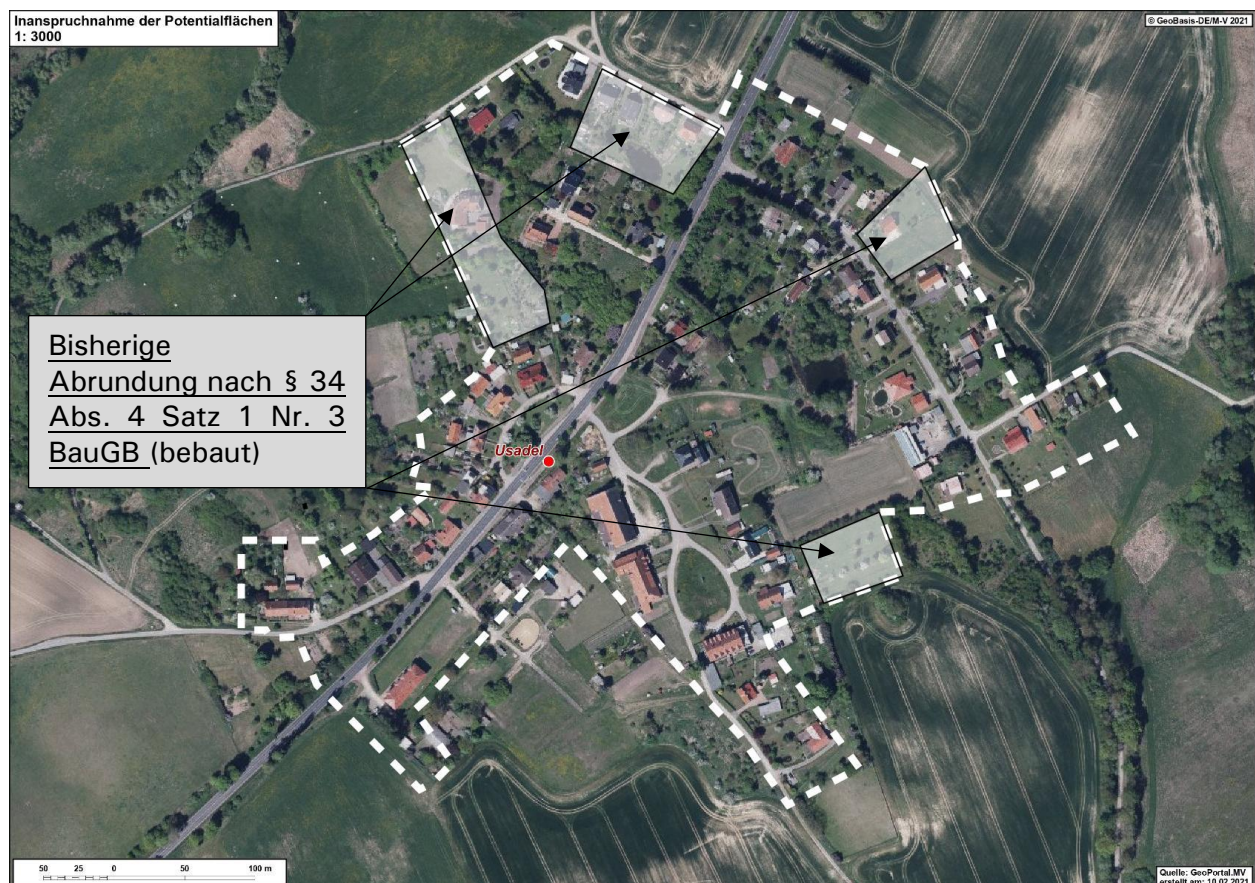 Inanspruchnahme der Potentialflächen
1: 3000
© GeoBasis-DE/M-V 2021
Bisherige
Abrundung nach § 34
Abs. 4 Satz 1 Nr. 3
BauGB (bebaut)
Usadel
50 25 0 50 100 m
Quelle: GeoPortal.MV
erstellt am: 10.02.2021